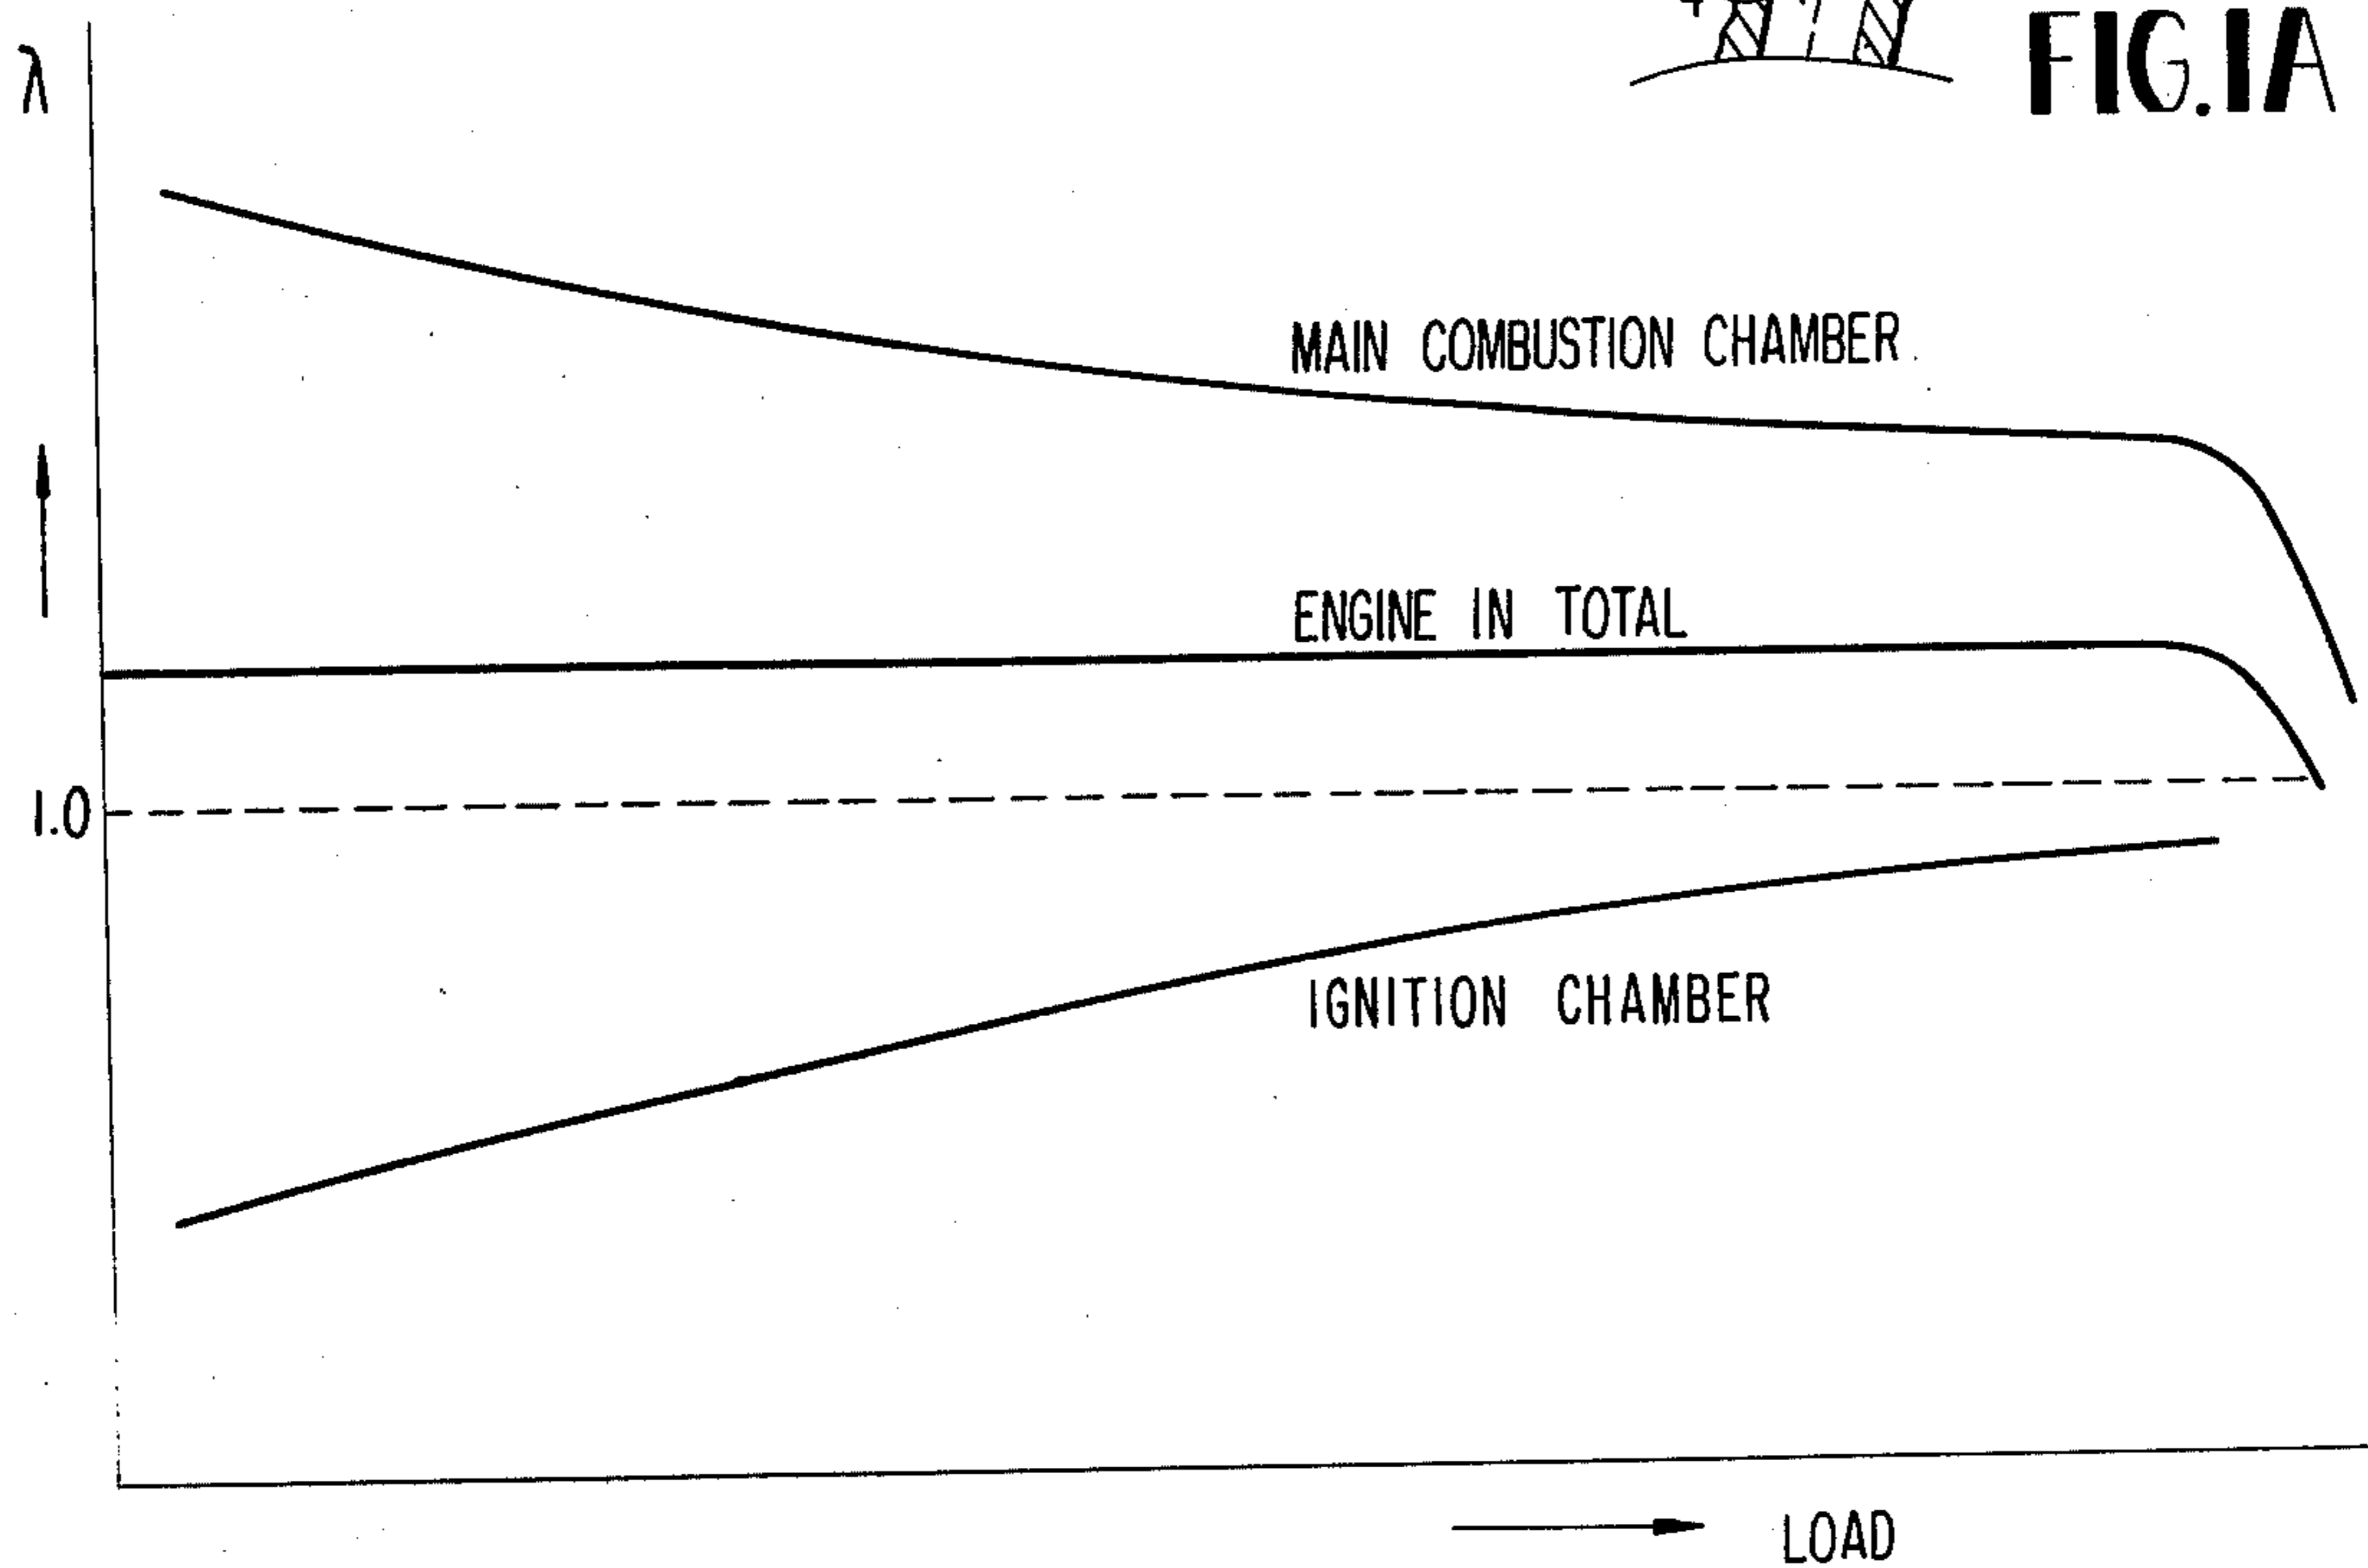 FIG.1A
λ
MAIN COMBUSTION CHAMBER
ENGINE IN TOTAL
1.0
IGNITION CHAMBER
LOAD